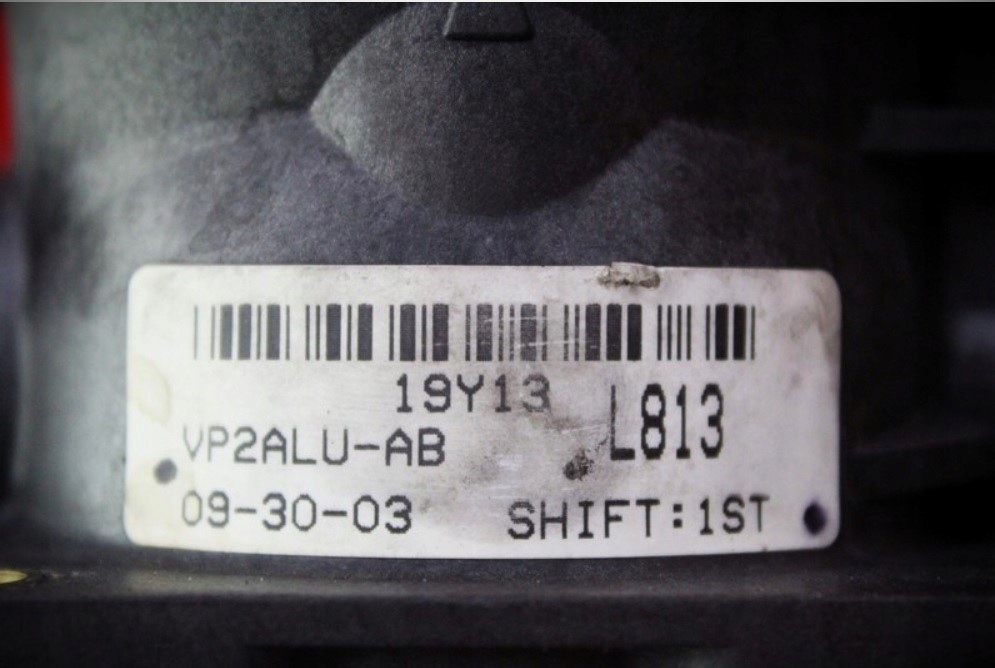 19Y13
L813
VP2ALU-AB
09-30-03 SHIFT:1ST